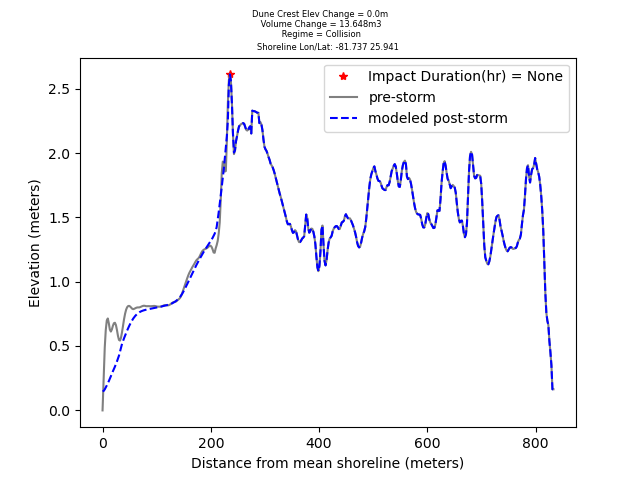 Dune Crest Elev Change = 0.0m
Volume Change = 13.648m3
Regime = Collision
Shoreline Lon/Lat: -81.737 25.941
Impact Duration(hr) = None
pre-storm
modeled post-storm
Elevation (meters)
2.5
2.0
1.5
1.0
0.5
0.0
0 200 400 600 800
Distance from mean shoreline (meters)